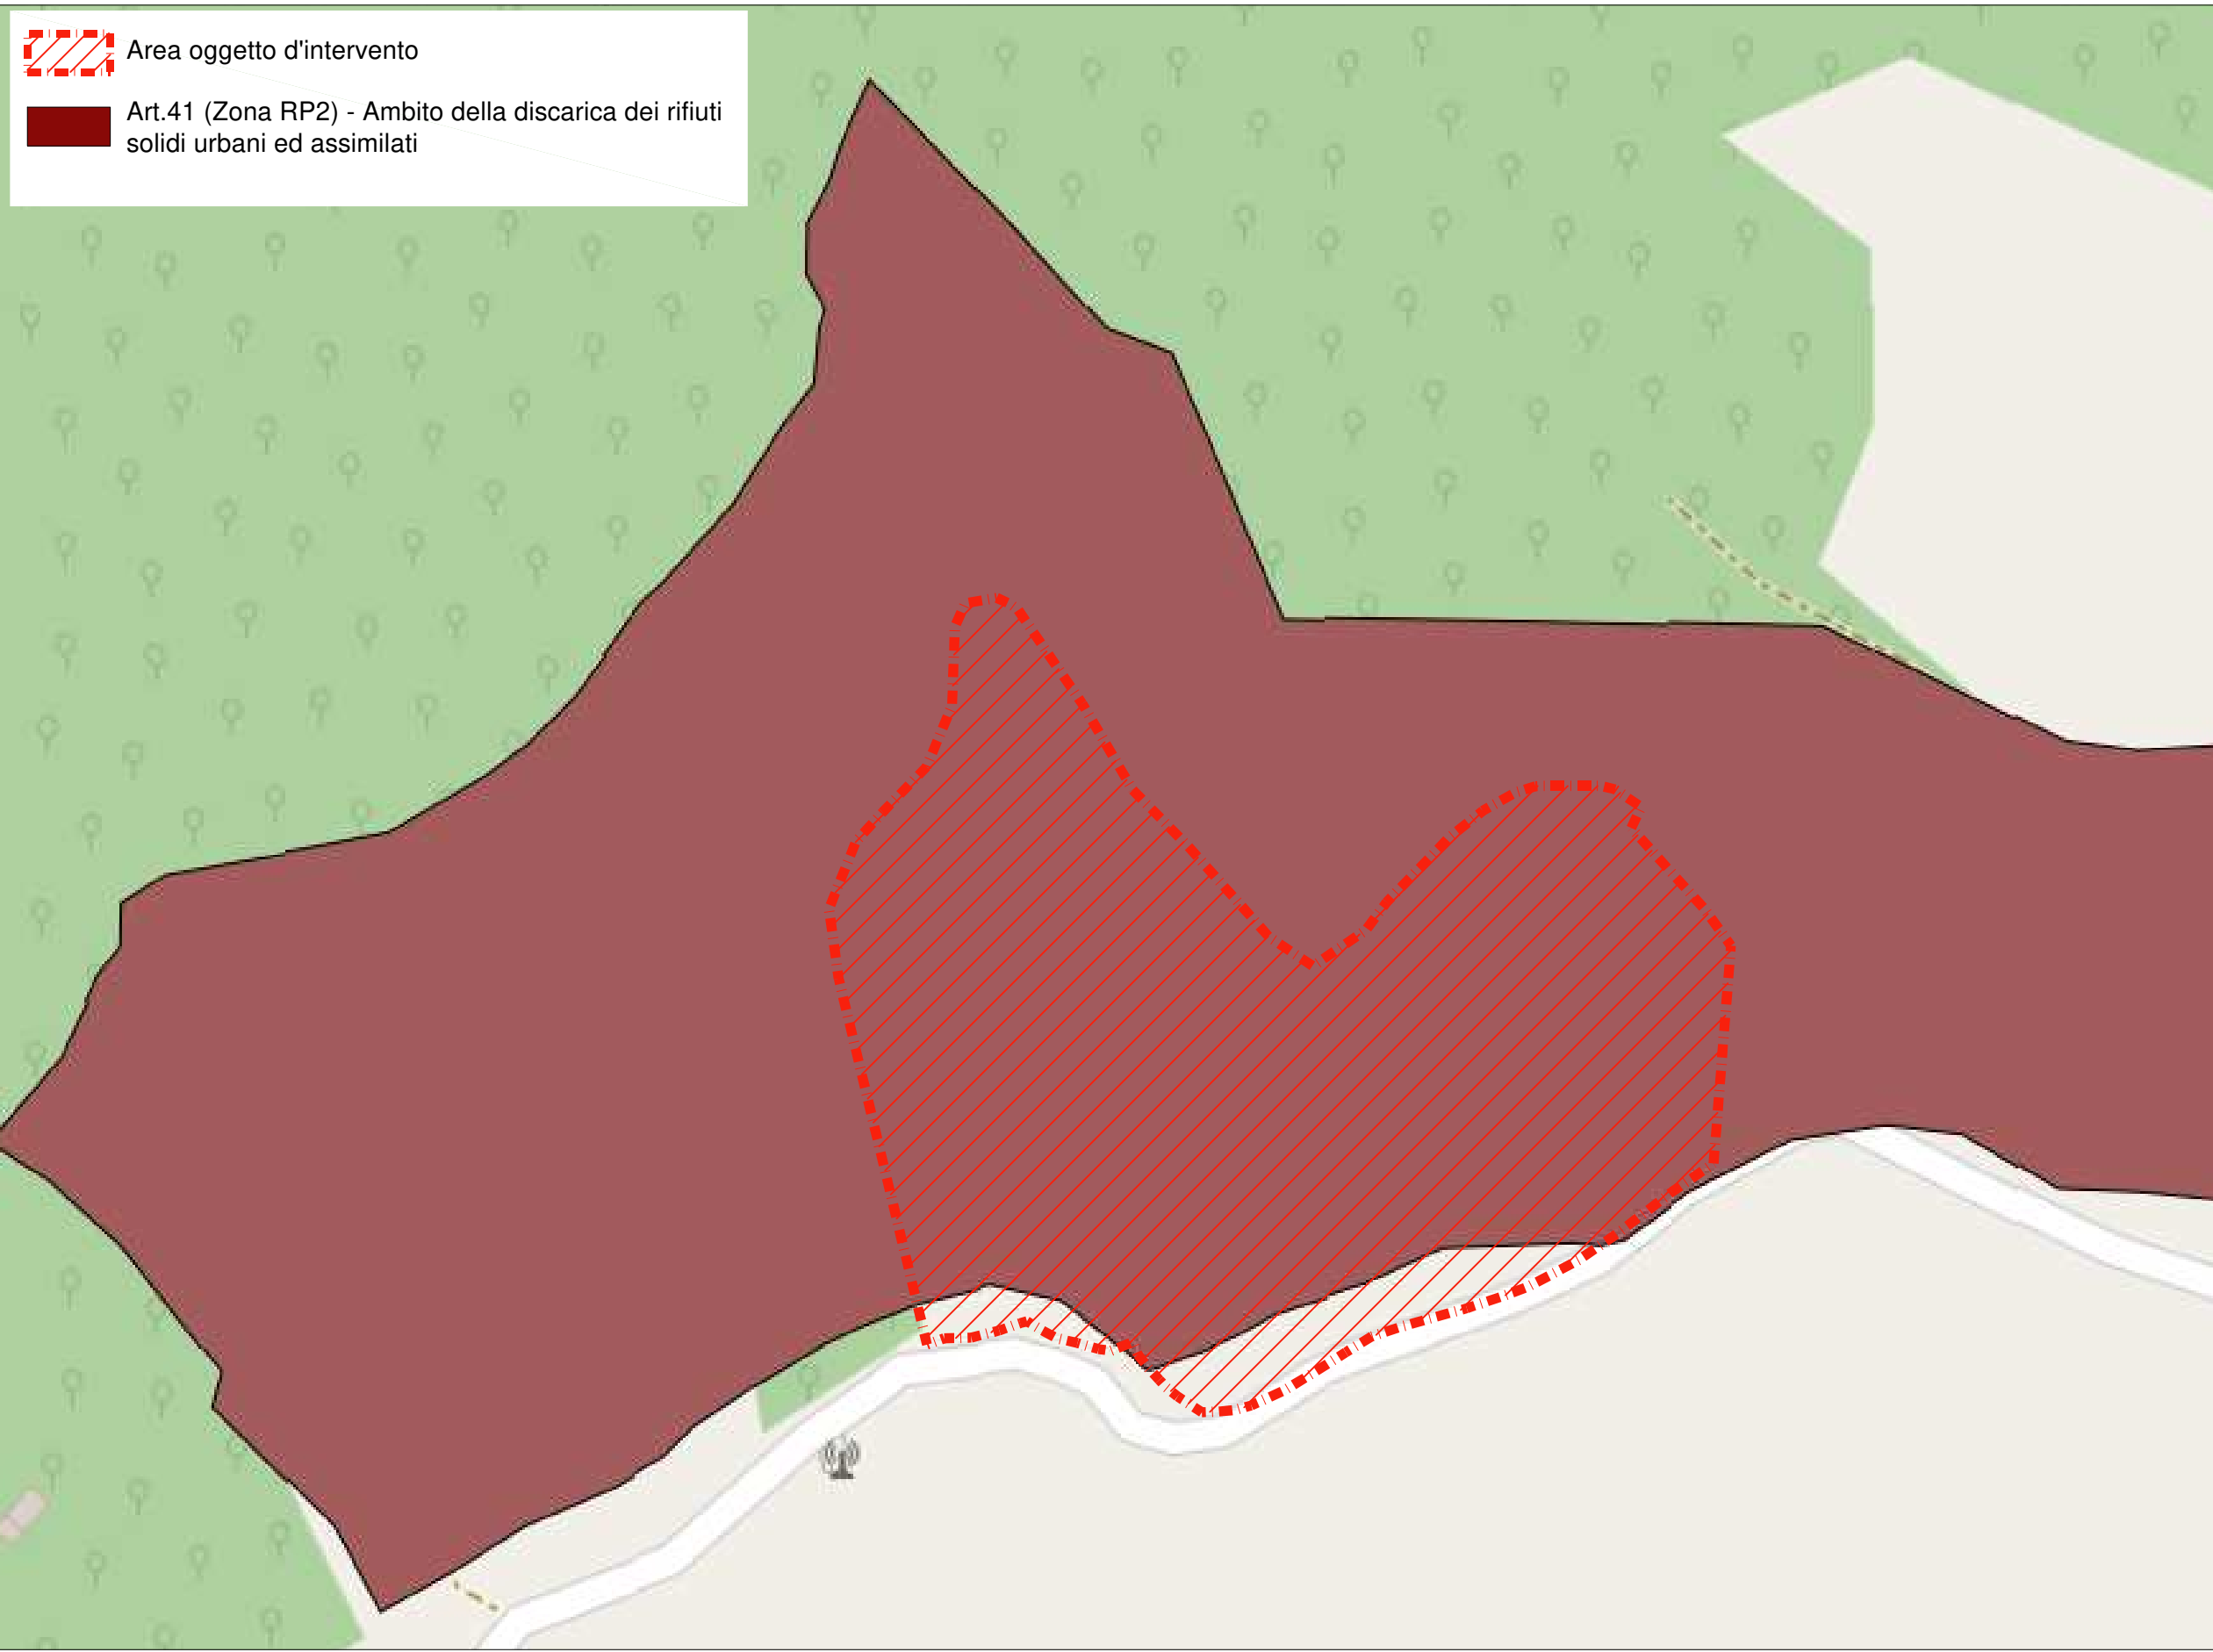 Area oggetto d'intervento
Art.41 (Zona RP2) - Ambito della discarica dei rifiuti
solidi urbani ed assimilati